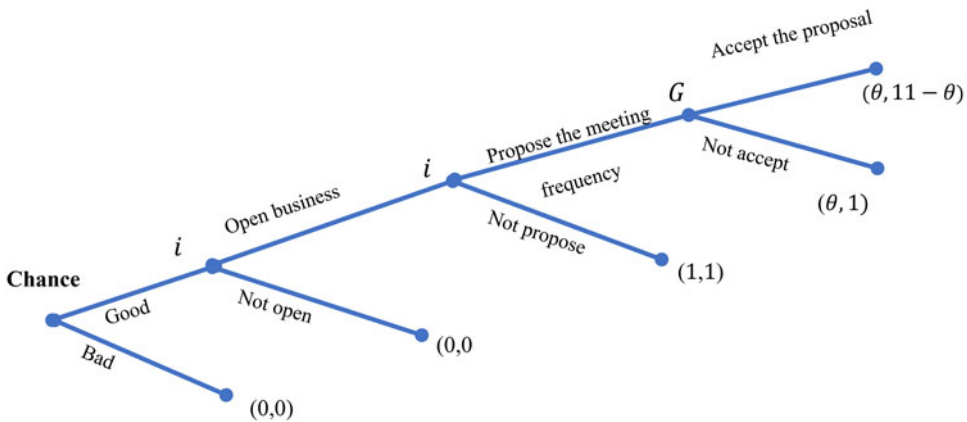 Accept the proposal
(θ, 11 − θ)
G
Propose the meeting
frequency
Not accept
(θ, 1)
i
Open business
Not propose
(1,1)
i
Chance
Good
Not open
(0,0
Bad
(0,0)